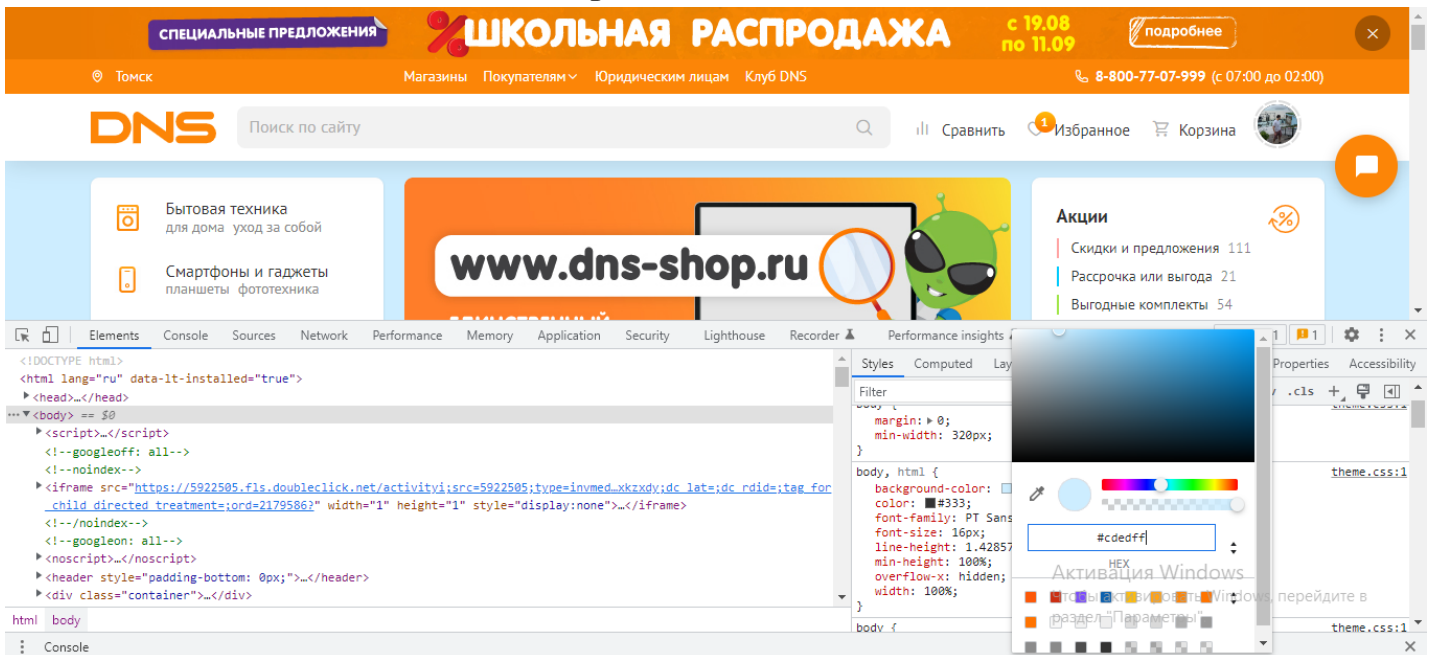 СПЕЦИАЛЬНЫЕ ПРЕДЛОЖЕНИЯ
% ШКОЛЬНАЯ РАСПРОДАЖА
с 19.08
по 11.09
подробнее
Томск
Магазины Покупателям Юридическим лицам Клуб DNS
8-800-77-07-999 (с 07:00 до 02:00)
DNS
Поиск по сайту
Сравнить
1
Избранное
Корзина
Бытовая техника
для дома уход за собой
Смартфоны и гаджеты
планшеты фототехника
www.dns-shop.ru
Акции
%
Скидки и предложения 111
Рассрочка или выгода 21
Выгодные комплекты 54
Elements Console Sources Network Performance Memory Application Security Lighthouse Recorder Performance insights
1 1
<!DOCTYPE html>
<html lang="ru" data-lt-installed="true">
<head>…</head>
<body> == $0
<script>…</script>
<!--googleoff: all-->
<!--noindex-->
<iframe src="https://5922505.fls.doubleclick.net/activityi;src=5922505;type=invmed…xkzxdy;dc_lat=;dc_rdid=;tag_for
_child_directed_treatment=;ord=2179586?" width="1" height="1" style="display:none">…</iframe>
<!--/noindex-->
<!--googleon: all-->
<noscript>…</noscript>
<header style="padding-bottom: 0px;">…</header>
<div class="container">…</div>
html body
Console
Styles Computed Lay
Properties Accessibility
Filter
.cls +
body {
theme.css:1
margin: 0;
min-width: 320px;
}
body, html {
theme.css:1
background-color:
color: #333;
font-family: PT Sans
font-size: 16px;
line-height: 1.42857
min-height: 100%;
overflow-x: hidden;
width: 100%;
}
body {
theme.css:1
#cdedff
HEX
Активация Windows
Чтобы активировать Windows, перейдите в
раздел "Параметры".